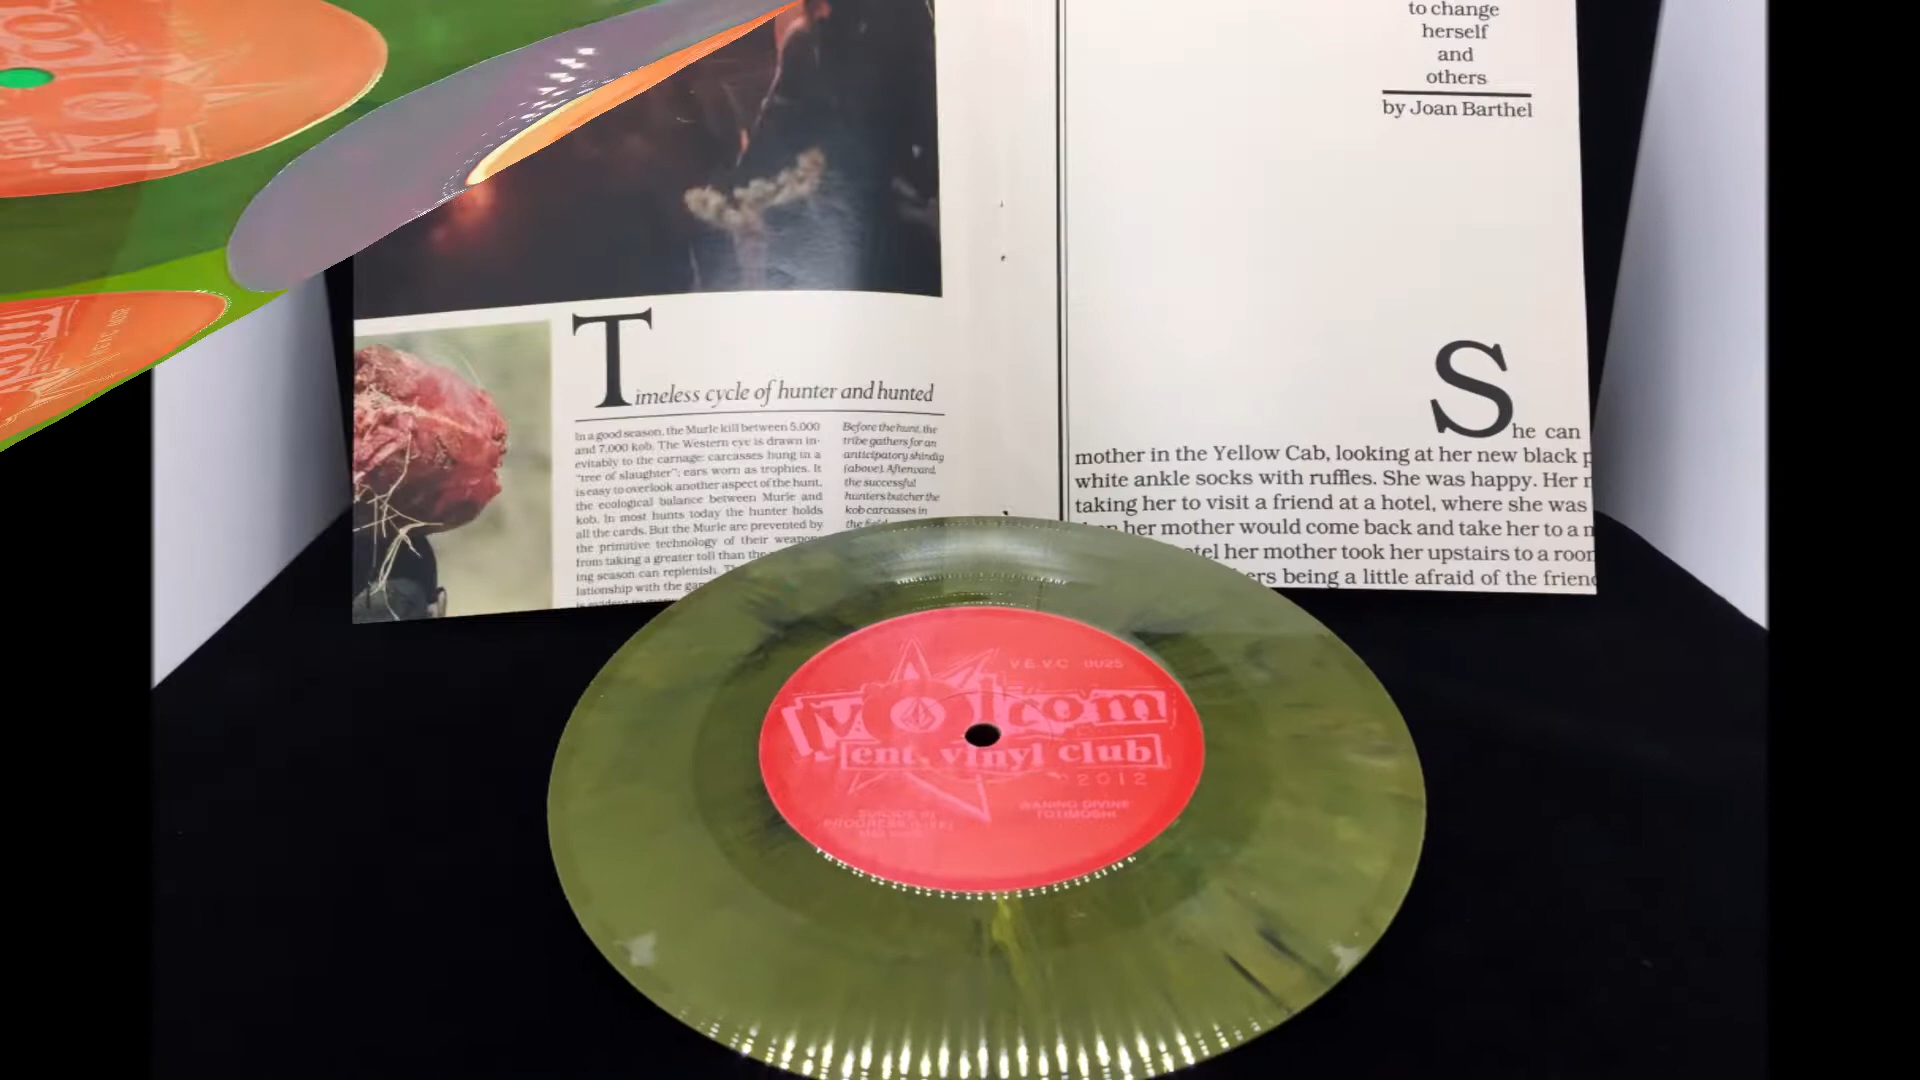 to change
herself
and
others
by Joan Barthel
Timeless cycle of hunter and hunted
In a good season, the Murle kill between 5,000
and 7,000 kob. The Western eye is drawn in-
evitably to the carnage: carcasses hung in a
"tree of slaughter"; ears worn as trophies. It
is easy to overlook another aspect of the hunt,
the ecological balance between Murle and
kob. In most hunts today the hunter holds
all the cards. But the Murle are prevented by
the primitive technology of their weapons
from taking a greater toll than the
ing season can replenish.
lationship with the
Before the hunt, the
tribe gathers for an
anticipatory shindig
(above). Afterward,
the successful
hunters butcher the
kob carcasses in
the
She can
mother in the Yellow Cab, looking at her new black
white ankle socks with ruffles. She was happy. Her
taking her to visit a friend at a hotel, where she was
her mother would come back and take her to a
her mother took her upstairs to a room
being a little afraid of the
V.E.V.C 0025
Volcom
ent. vinyl club
2012
WANING DIVINE
TOTIMOSHI